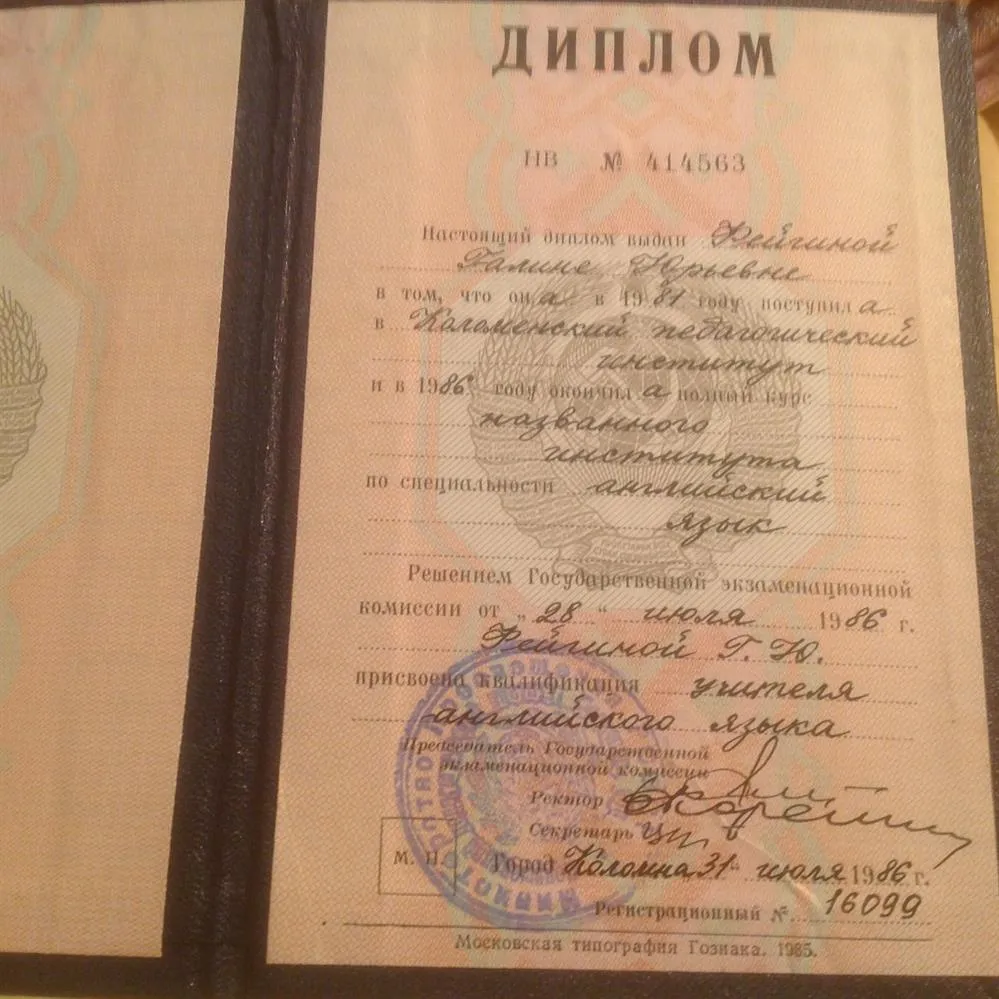 ДИПЛОМ
НВ № 414563
Настоящий диплом выдан Фейгиной
Галине Юрьевне
в том, что она в 1981 году поступила
в Коломенский педагогический
институт
и в 1986 году окончила полный курс
названного
института
по специальности английский
язык
Решением Государственной экзаменационной
комиссии от „28“ июля 1986 г.
Фейгиной Г. Ю.
присвоена квалификация учителя
английского языка
Председатель Государственной
экзаменационной комиссии
Ректор
Секретарь
М. П. Город Коломна 31“ июля 1986 г.
Регистрационный № 16099
Московская типография Гознака. 1985.